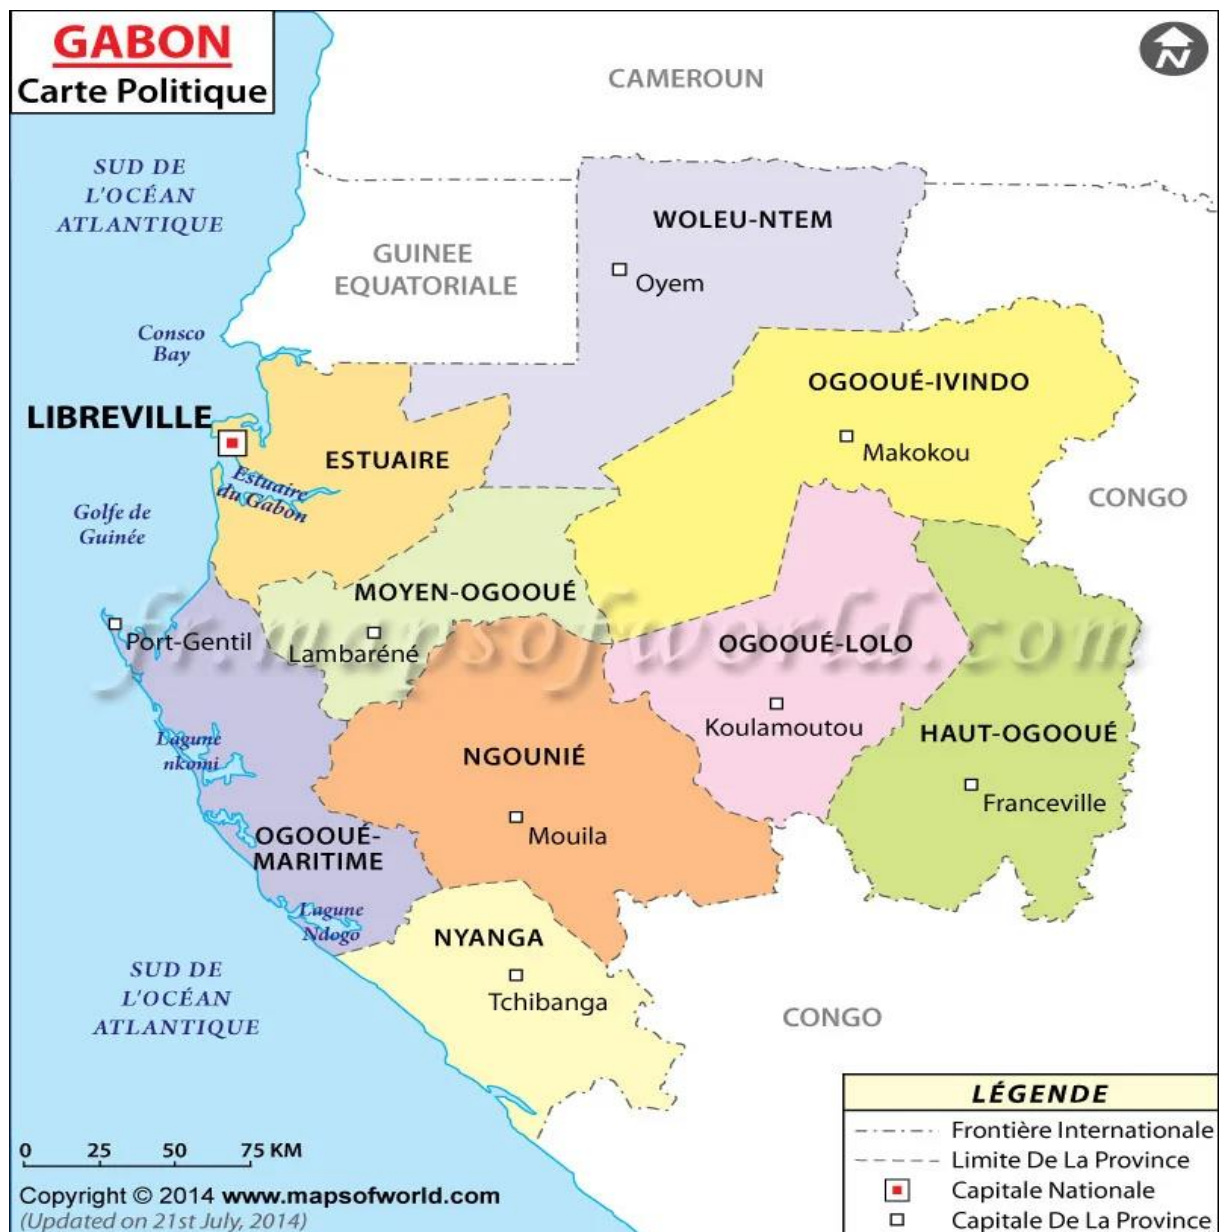 GABON
Carte Politique
N
CAMEROUN
SUD DE
L'OCÉAN
ATLANTIQUE
WOLEU-NTEM
GUINEE
EQUATORIALE
Oyem
Consco
Bay
OGOOUÉ-IVINDO
LIBREVILLE
ESTUAIRE
Makokou
Estuaire
du Gabon
CONGO
Golfe de
Guinée
MOYEN-OGOOUÉ
fr.mapsofworld.com
Port-Gentil
Lambaréné
OGOOUÉ-LOLO
Koulamoutou
HAUT-OGOOUÉ
Lagune
nkomi
NGOUNIÉ
Franceville
OGOOUÉ-
MARITIME
Mouila
Lagune
Ndogo
NYANGA
SUD DE
L'OCÉAN
ATLANTIQUE
Tchibanga
CONGO
LÉGENDE
Frontière Internationale
Limite De La Province
Capitale Nationale
Capitale De La Province
0 25 50 75 KM
Copyright © 2014 www.mapsofworld.com
(Updated on 21st July, 2014)